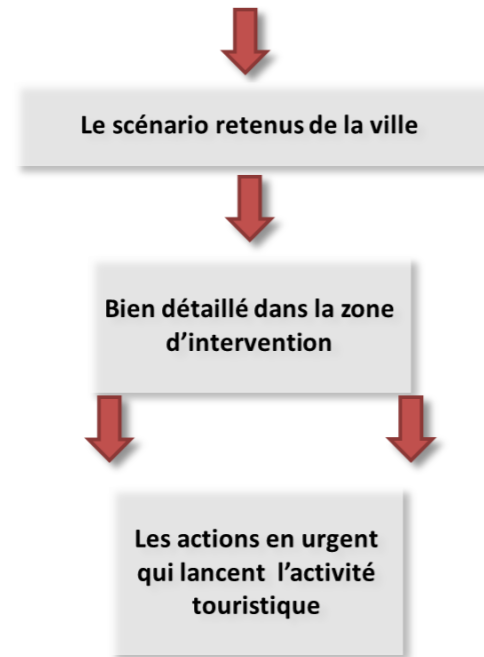 Le scénario retenus de la ville
Bien détaillé dans la zone
d’intervention
Les actions en urgent
qui lancent l’activité
touristique